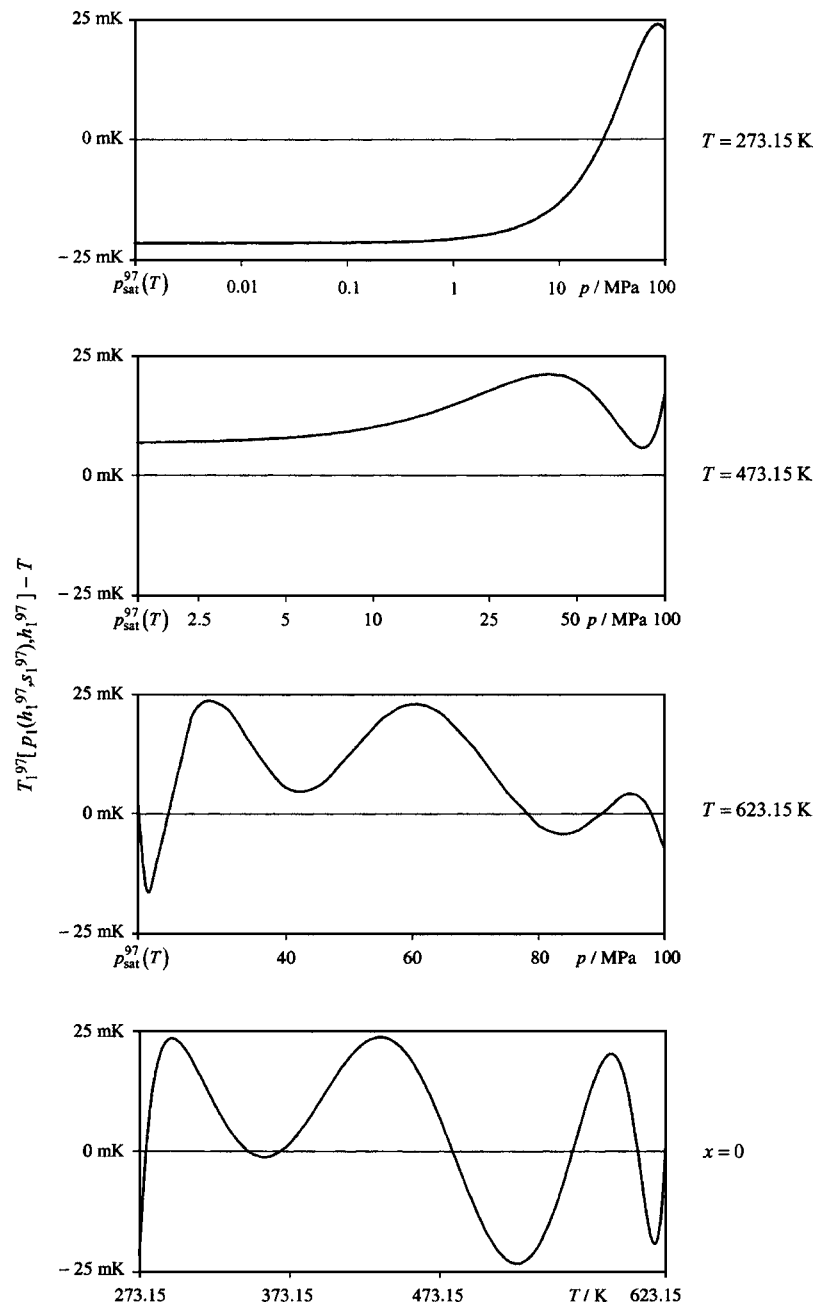 25 mK
0 mK
– 25 mK
p_sat^97(T) 0.01 0.1 1 10 p / MPa 100
T = 273.15 K
25 mK
0 mK
– 25 mK
p_sat^97(T) 2.5 5 10 25 50 p / MPa 100
T = 473.15 K
T_1^97[p_1(h_1^97,s_1^97),h_1^97] – T
25 mK
0 mK
– 25 mK
p_sat^97(T) 40 60 80 p / MPa 100
T = 623.15 K
25 mK
0 mK
– 25 mK
273.15 373.15 473.15 T / K 623.15
x = 0